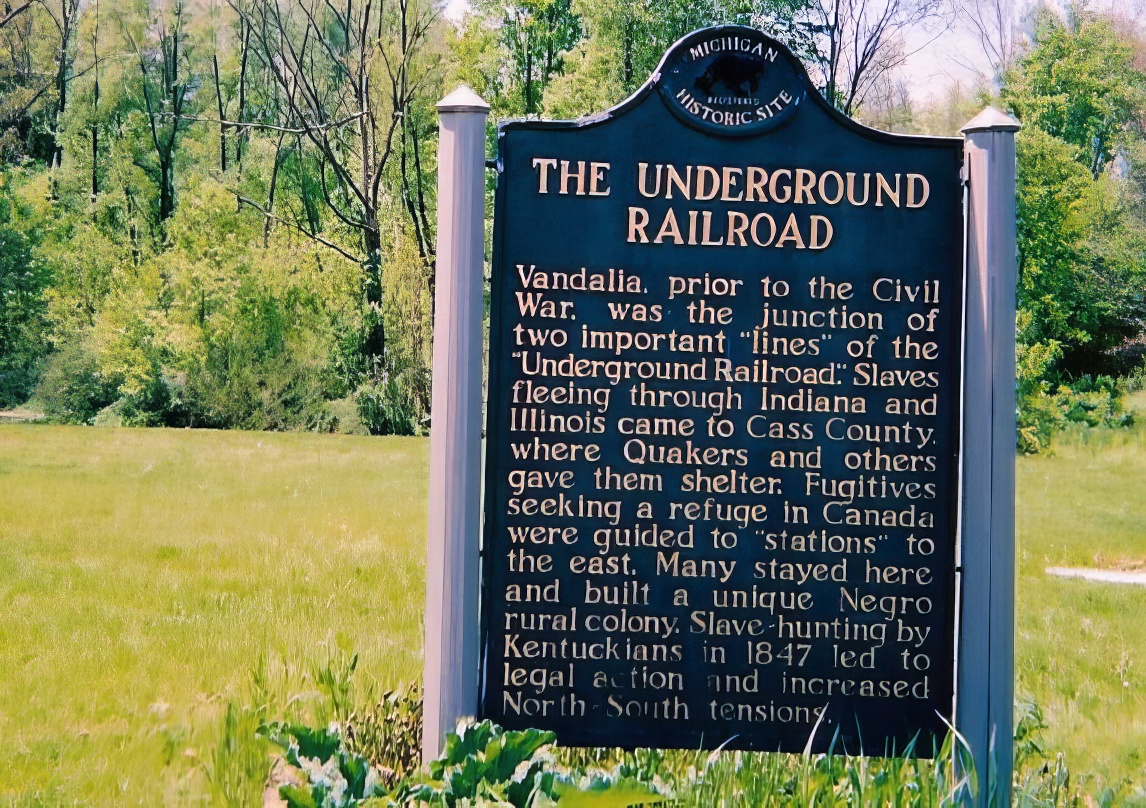 MICHIGAN
REGISTERED
HISTORIC SITE
THE UNDERGROUND
RAILROAD
Vandalia, prior to the Civil
War, was the junction of
two important "lines" of the
"Underground Railroad." Slaves
fleeing through Indiana and
Illinois came to Cass County,
where Quakers and others
gave them shelter. Fugitives
seeking a refuge in Canada
were guided to "stations" to
the east. Many stayed here
and built a unique Negro
rural colony. Slave-hunting by
Kentuckians in 1847 led to
legal action and increased
North-South tensions.